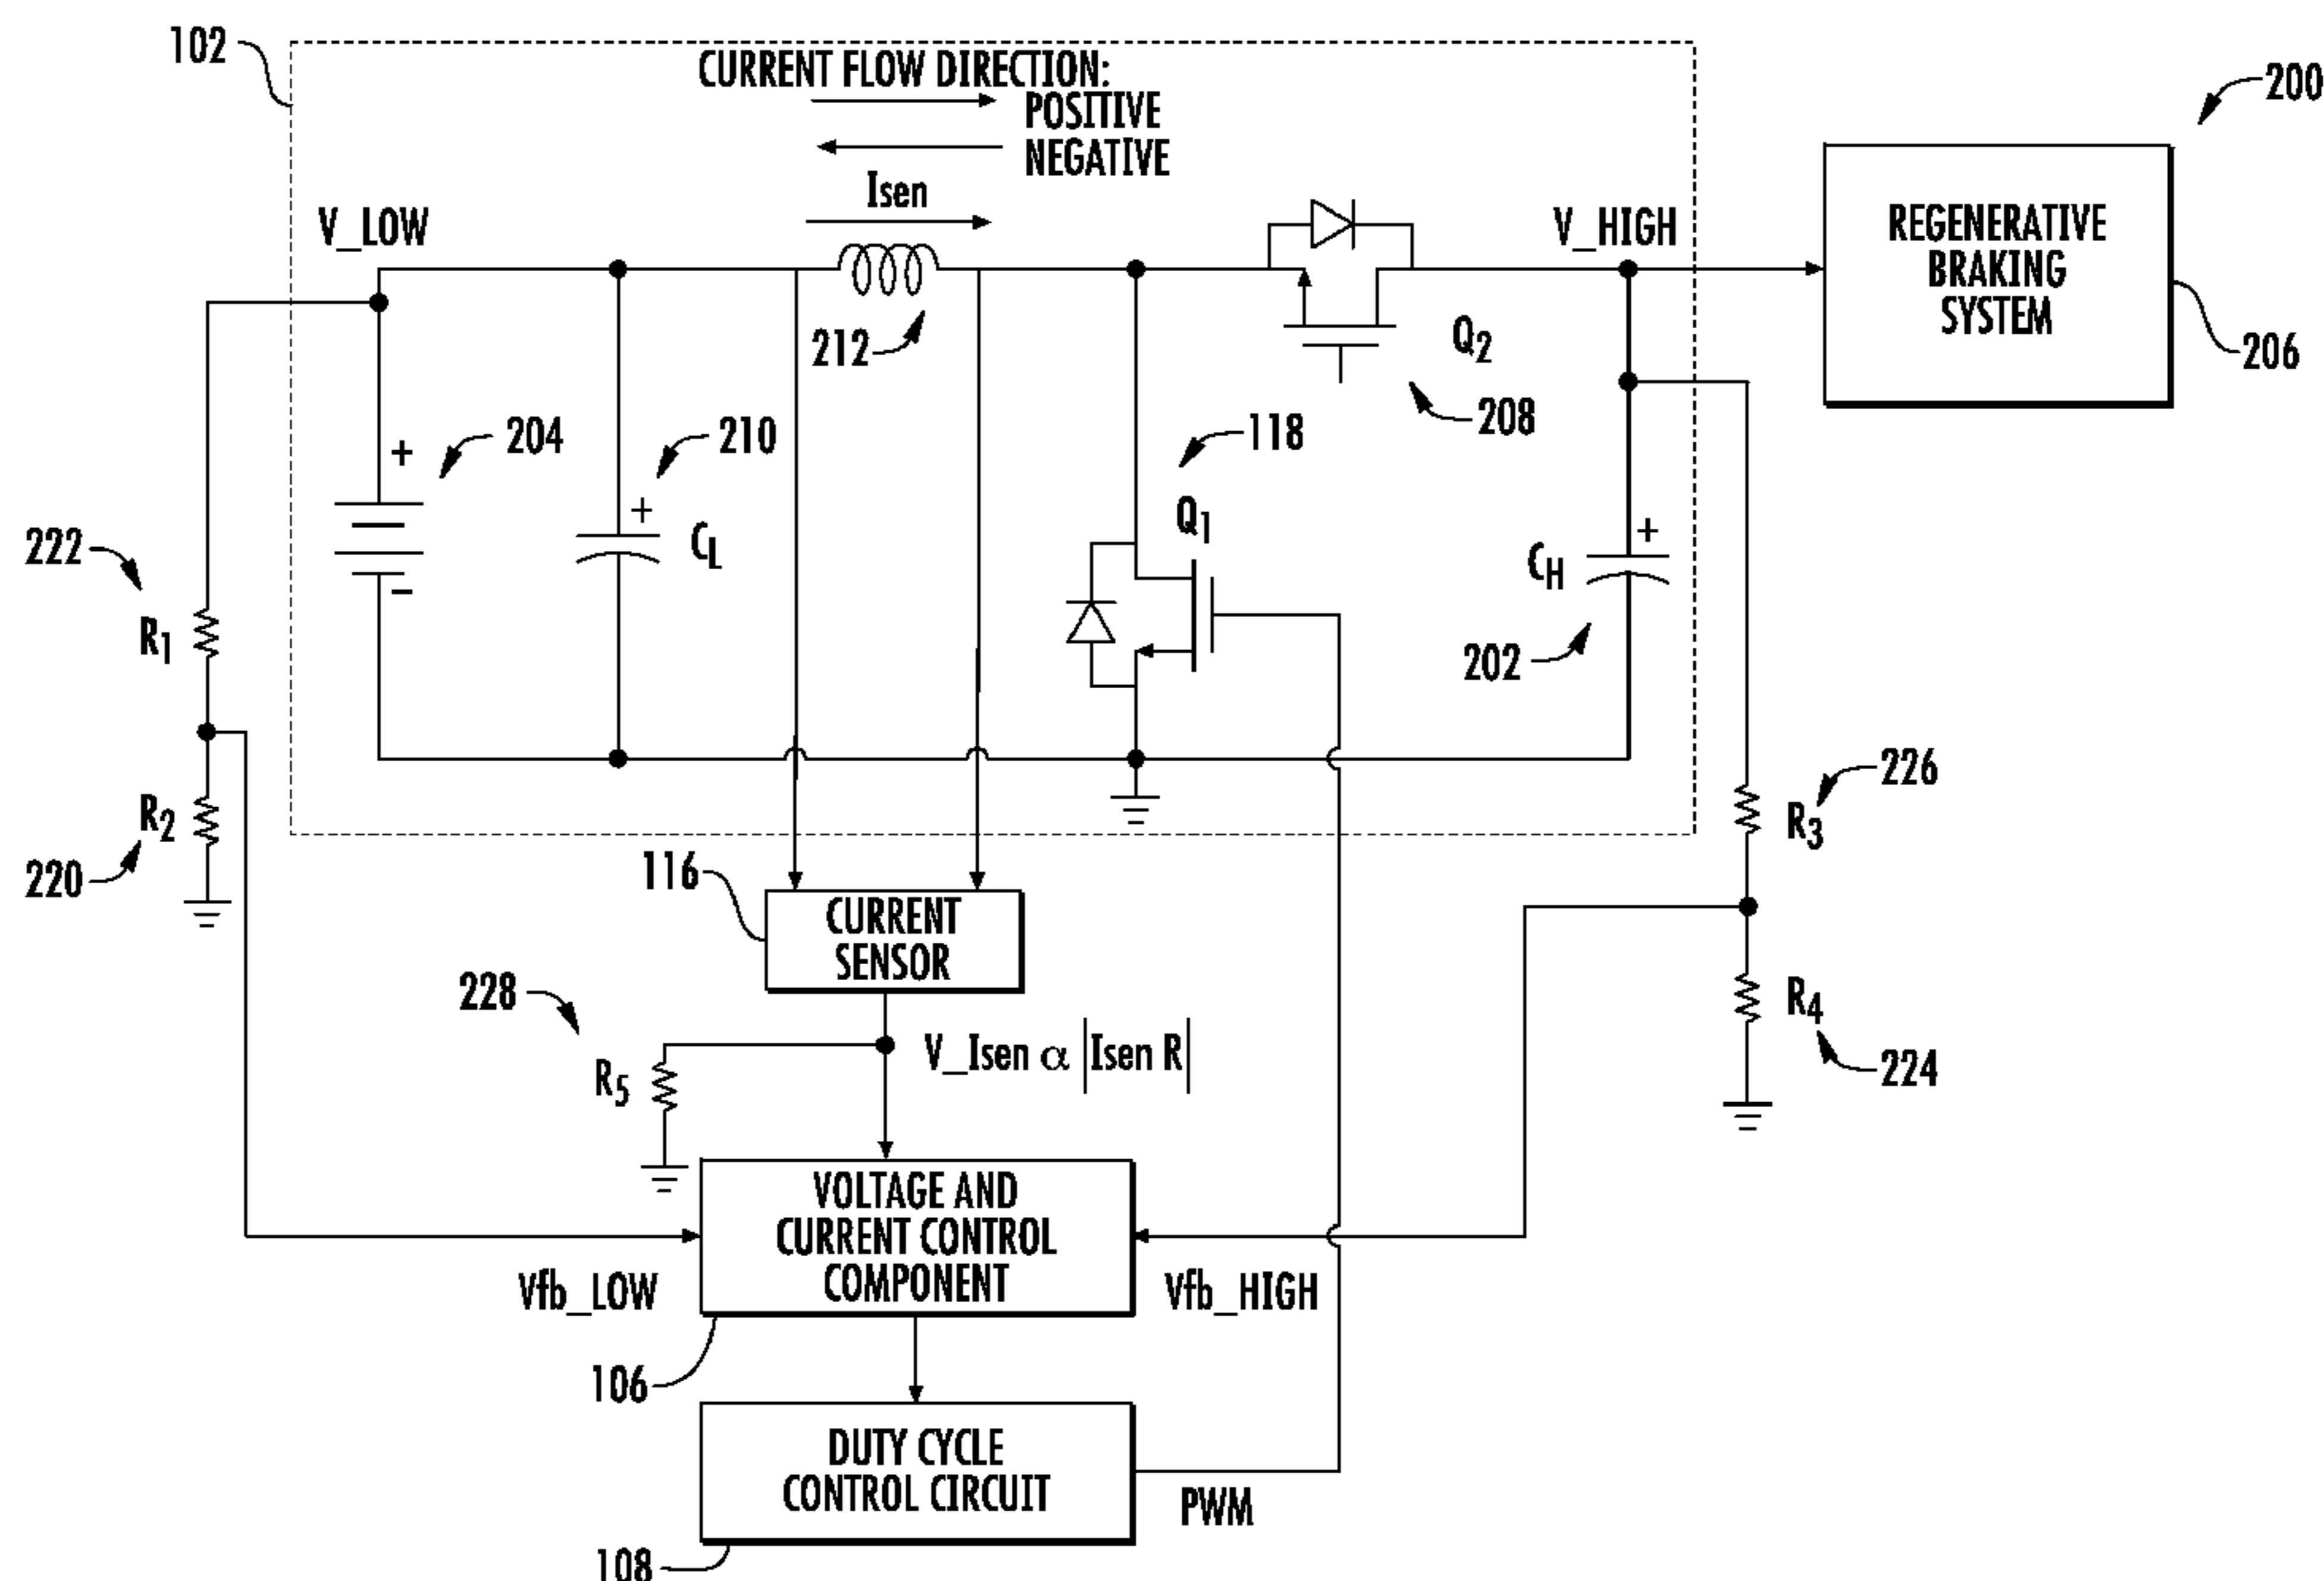 102
CURRENT FLOW DIRECTION:
POSITIVE
NEGATIVE
200
Isen
V_LOW
V_HIGH
REGENERATIVE
BRAKING
SYSTEM
212
Q2
206
204
210
118
208
+
+
Q1
+
222
CL
CH
−
R1
202
226
R2
R3
220
116
CURRENT
SENSOR
228
R4
V_Isen α |Isen R|
224
R5
VOLTAGE AND
CURRENT CONTROL
COMPONENT
Vfb_LOW
Vfb_HIGH
106
DUTY CYCLE
CONTROL CIRCUIT
PWM
108